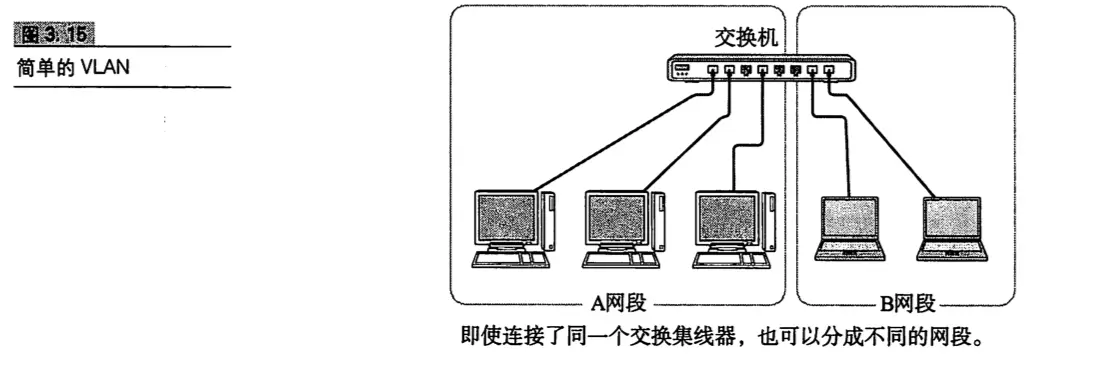 图3.15
简单的 VLAN
交换机
A网段
B网段
即使连接了同一个交换集线器，也可以分成不同的网段。